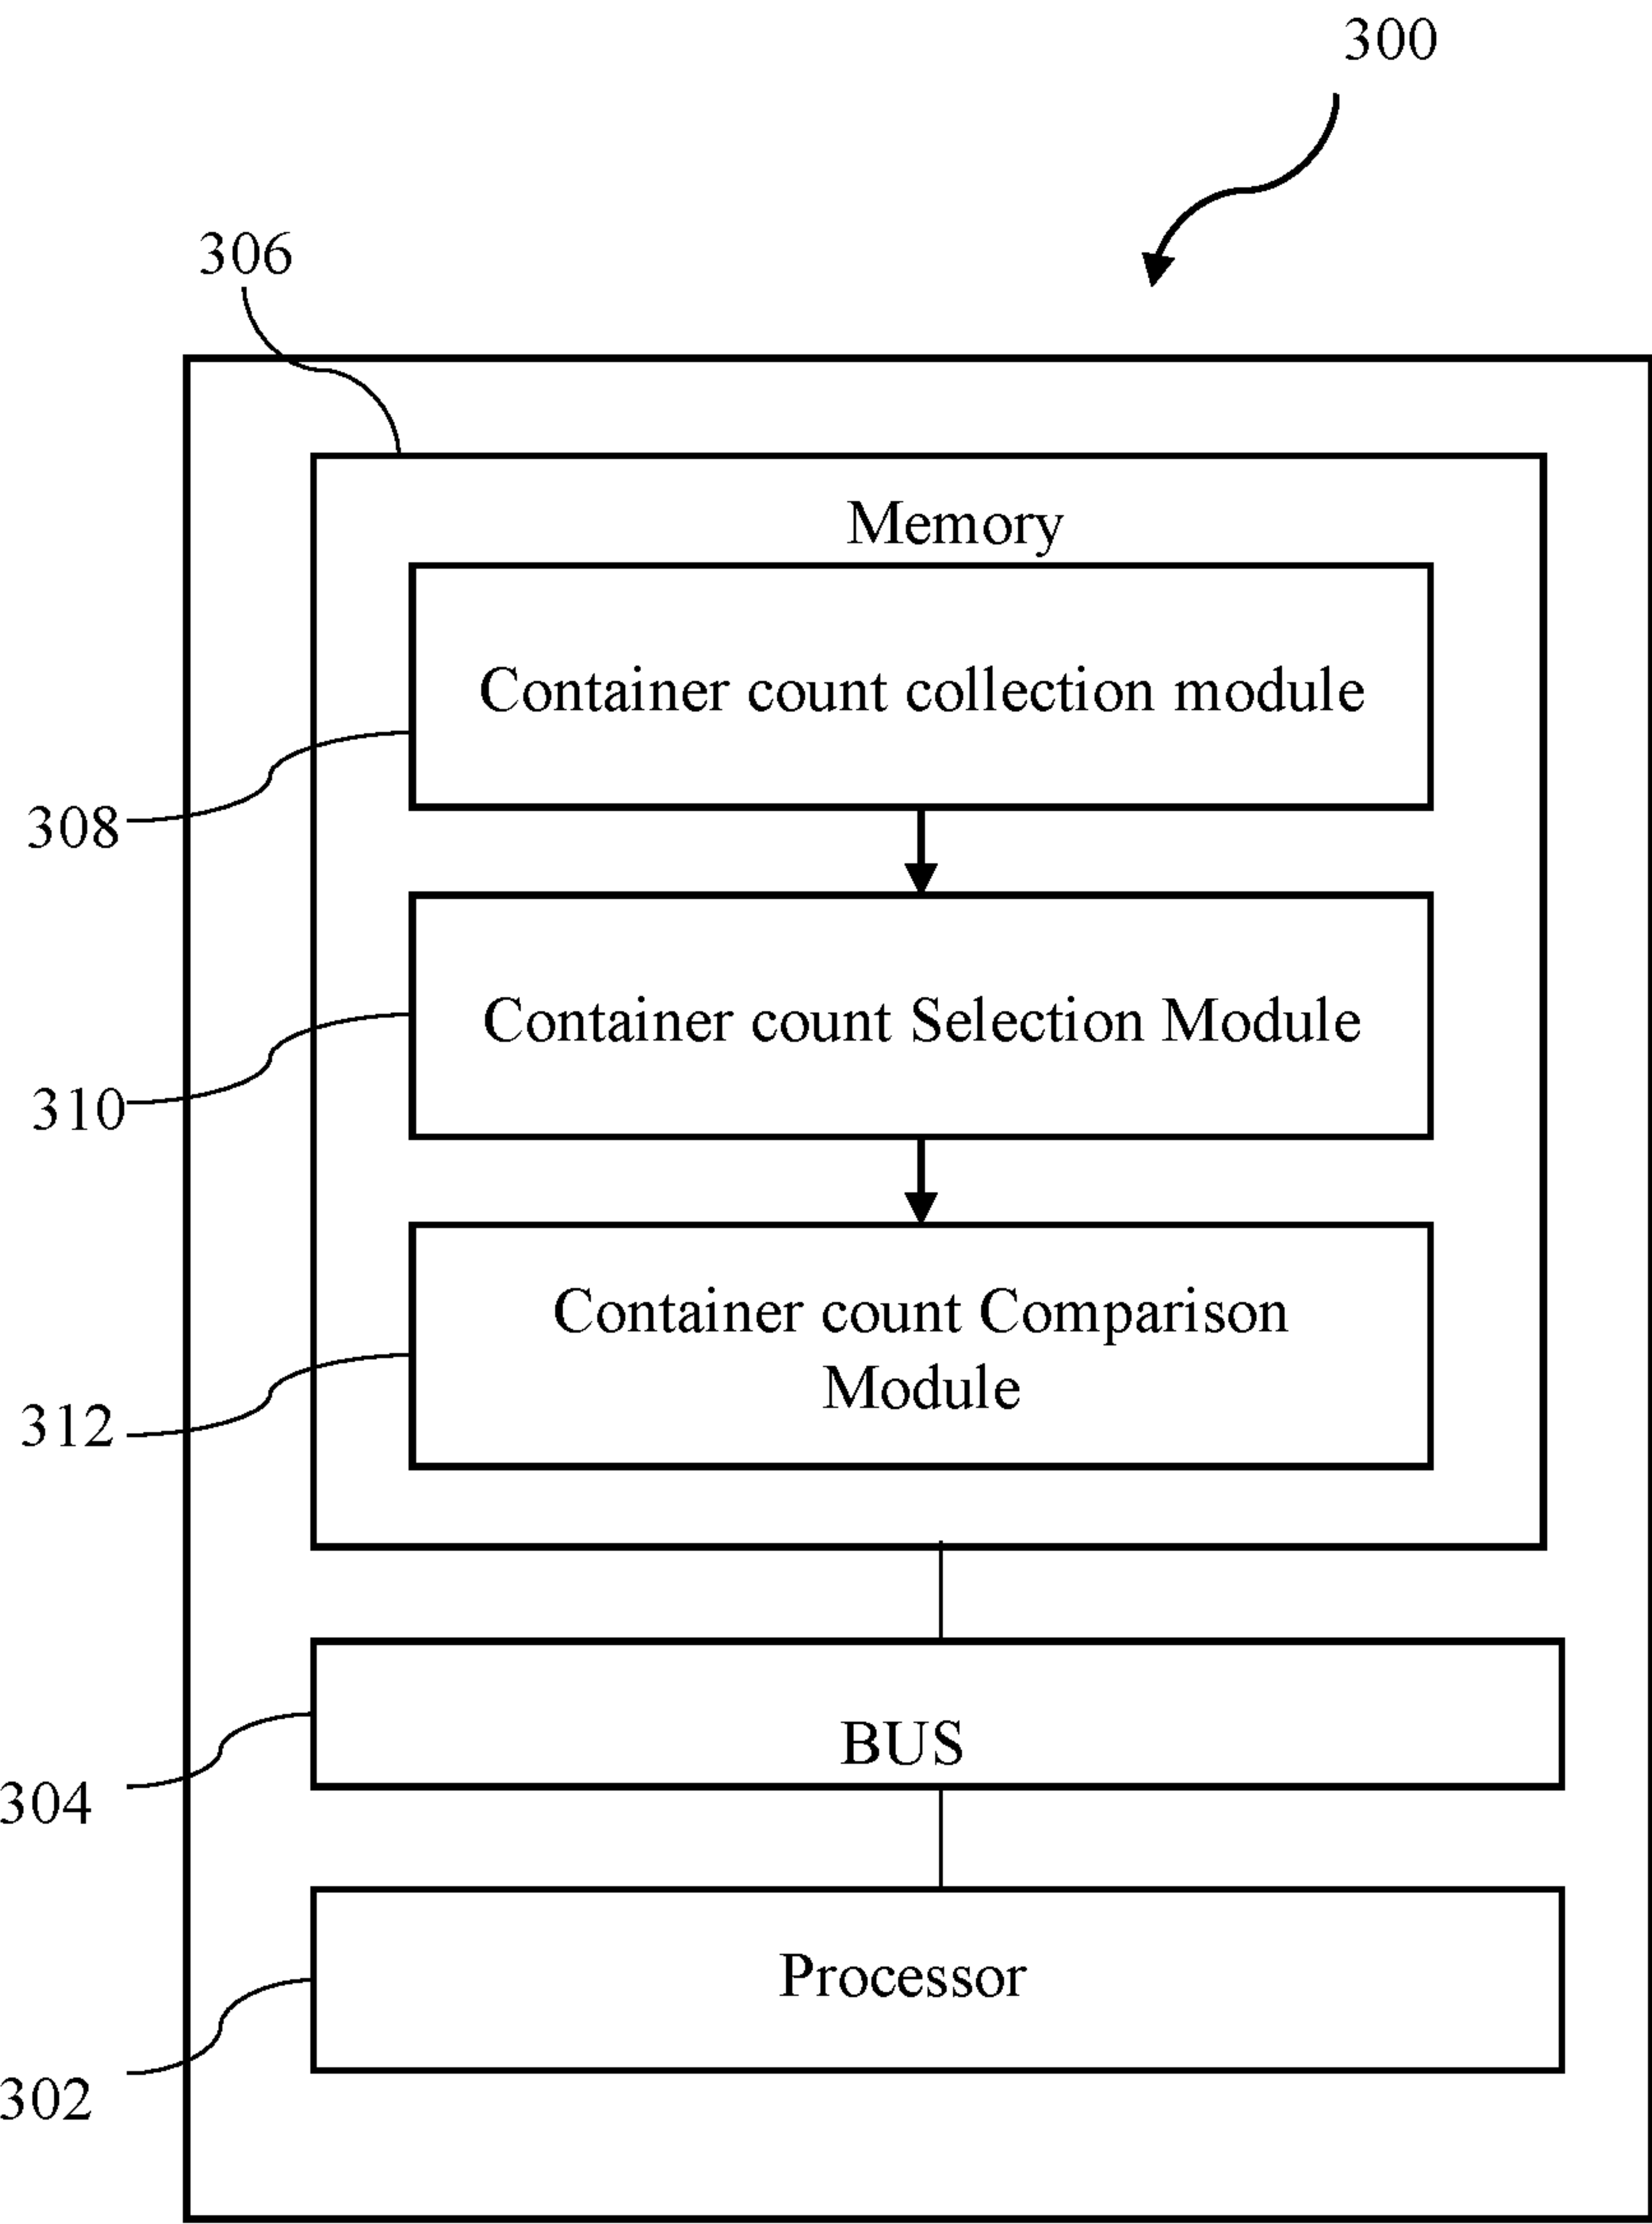 300
306
Memory
Container count collection module
308
Container count Selection Module
310
Container count Comparison
Module
312
BUS
304
Processor
302